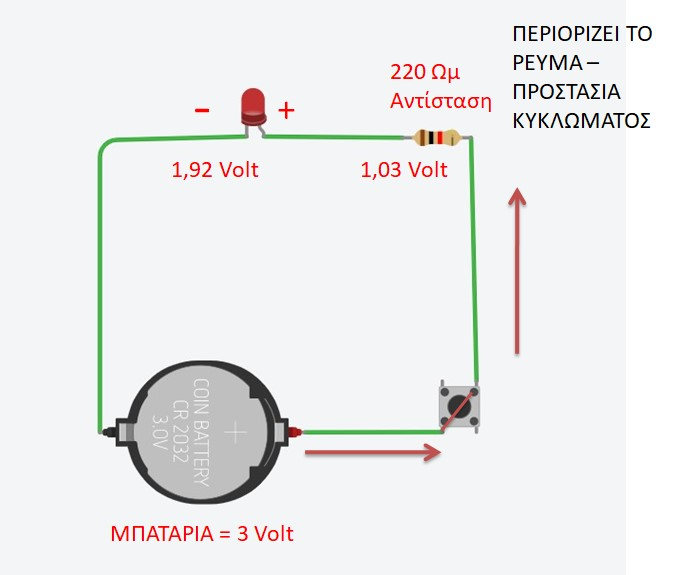 ΠΕΡΙΟΡΙΖΕΙ ΤΟ
ΡΕΥΜΑ –
ΠΡΟΣΤΑΣΙΑ
ΚΥΚΛΩΜΑΤΟΣ
220 Ωμ
Αντίσταση
– +
1,92 Volt
1,03 Volt
COIN BATTERY
CR 2032
3.0V
+
ΜΠΑΤΑΡΙΑ = 3 Volt